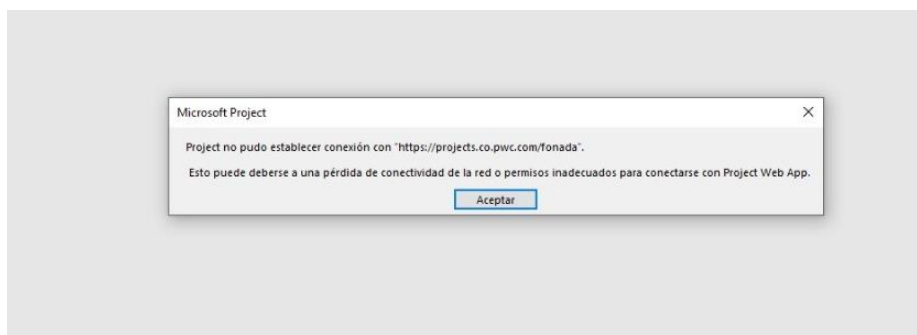 Microsoft Project
Project no pudo establecer conexión con "https://projects.co.pwc.com/fonada".
Esto puede deberse a una pérdida de conectividad de la red o permisos inadecuados para conectarse con Project Web App.
Aceptar